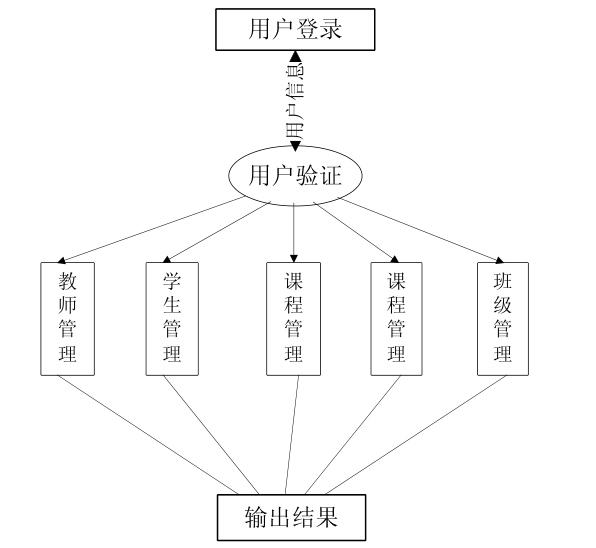 用户登录
用户信息
用户验证
教师管理
学生管理
课程管理
课程管理
班级管理
输出结果